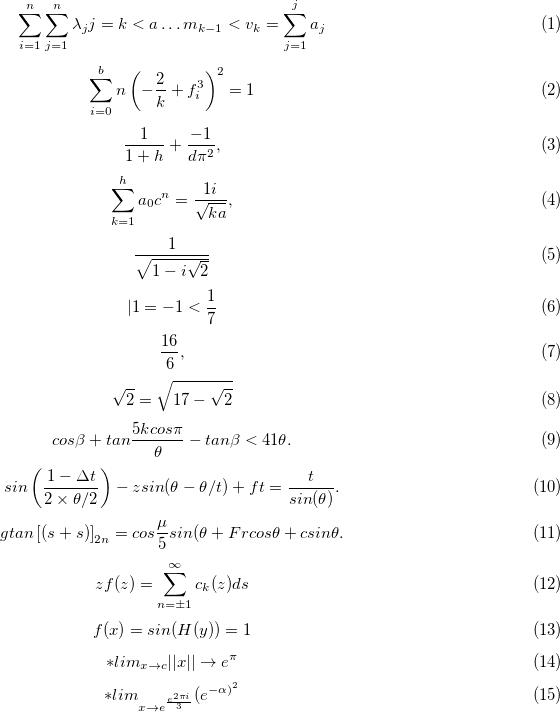 \sum_{i=1}^{n} \sum_{j=1}^{n} \lambda_j j = k < a \ldots m_{k-1} < v_k = \sum_{j=1}^{j} a_j (1)
\sum_{i=0}^{b} n \left( -\frac{2}{k} + f_i^3 \right)^2 = 1 (2)
\frac{1}{1+h} + \frac{-1}{d\pi^2}, (3)
\sum_{k=1}^{h} a_0 c^n = \frac{1i}{\sqrt{ka}}, (4)
\frac{1}{\sqrt{1 - i\sqrt{2}}} (5)
|1 = -1 < \frac{1}{7} (6)
\frac{16}{6}, (7)
\sqrt{2} = \sqrt{17 - \sqrt{2}} (8)
cos\beta + tan\frac{5kcos\pi}{\theta} - tan\beta < 41\theta. (9)
sin \left( \frac{1 - \Delta t}{2 \times \theta/2} \right) - zsin(\theta - \theta/t) + ft = \frac{t}{sin(\theta)}. (10)
gtan \left[ (s+s) \right]_{2n} = cos\frac{\mu}{5}sin(\theta + Frcos\theta + csin\theta. (11)
zf(z) = \sum_{n=\pm 1}^{\infty} c_k(z)ds (12)
f(x) = sin(H(y)) = 1 (13)
*lim_{x \to c} ||x|| \to e^{\pi} (14)
*lim_{x \to e^{\frac{e^{2\pi i}}{3}}} (e^{-\alpha)^2} (15)